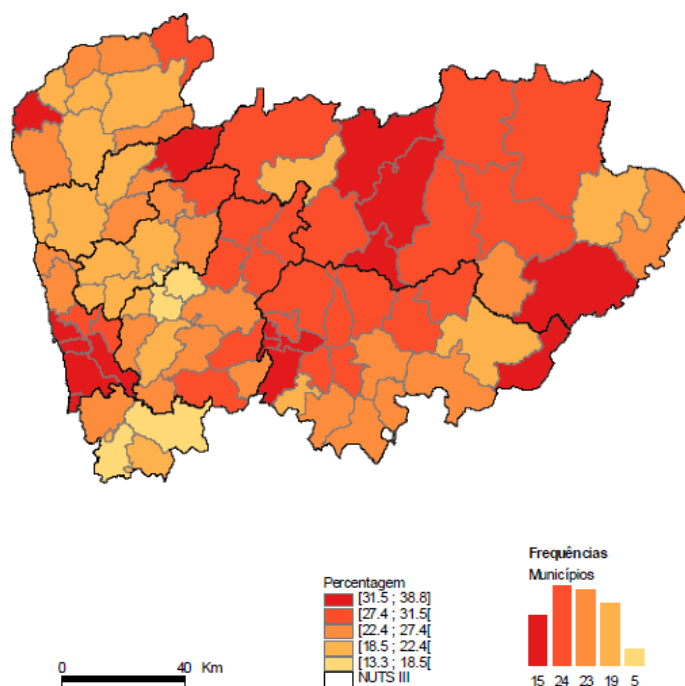 Frequências
Municípios
15 24 23 19 5
Percentagem
[31.5 ; 38.8]
[27.4 ; 31.5[
[22.4 ; 27.4[
[18.5 ; 22.4[
[13.3 ; 18.5[
NUTS III
0 40 Km